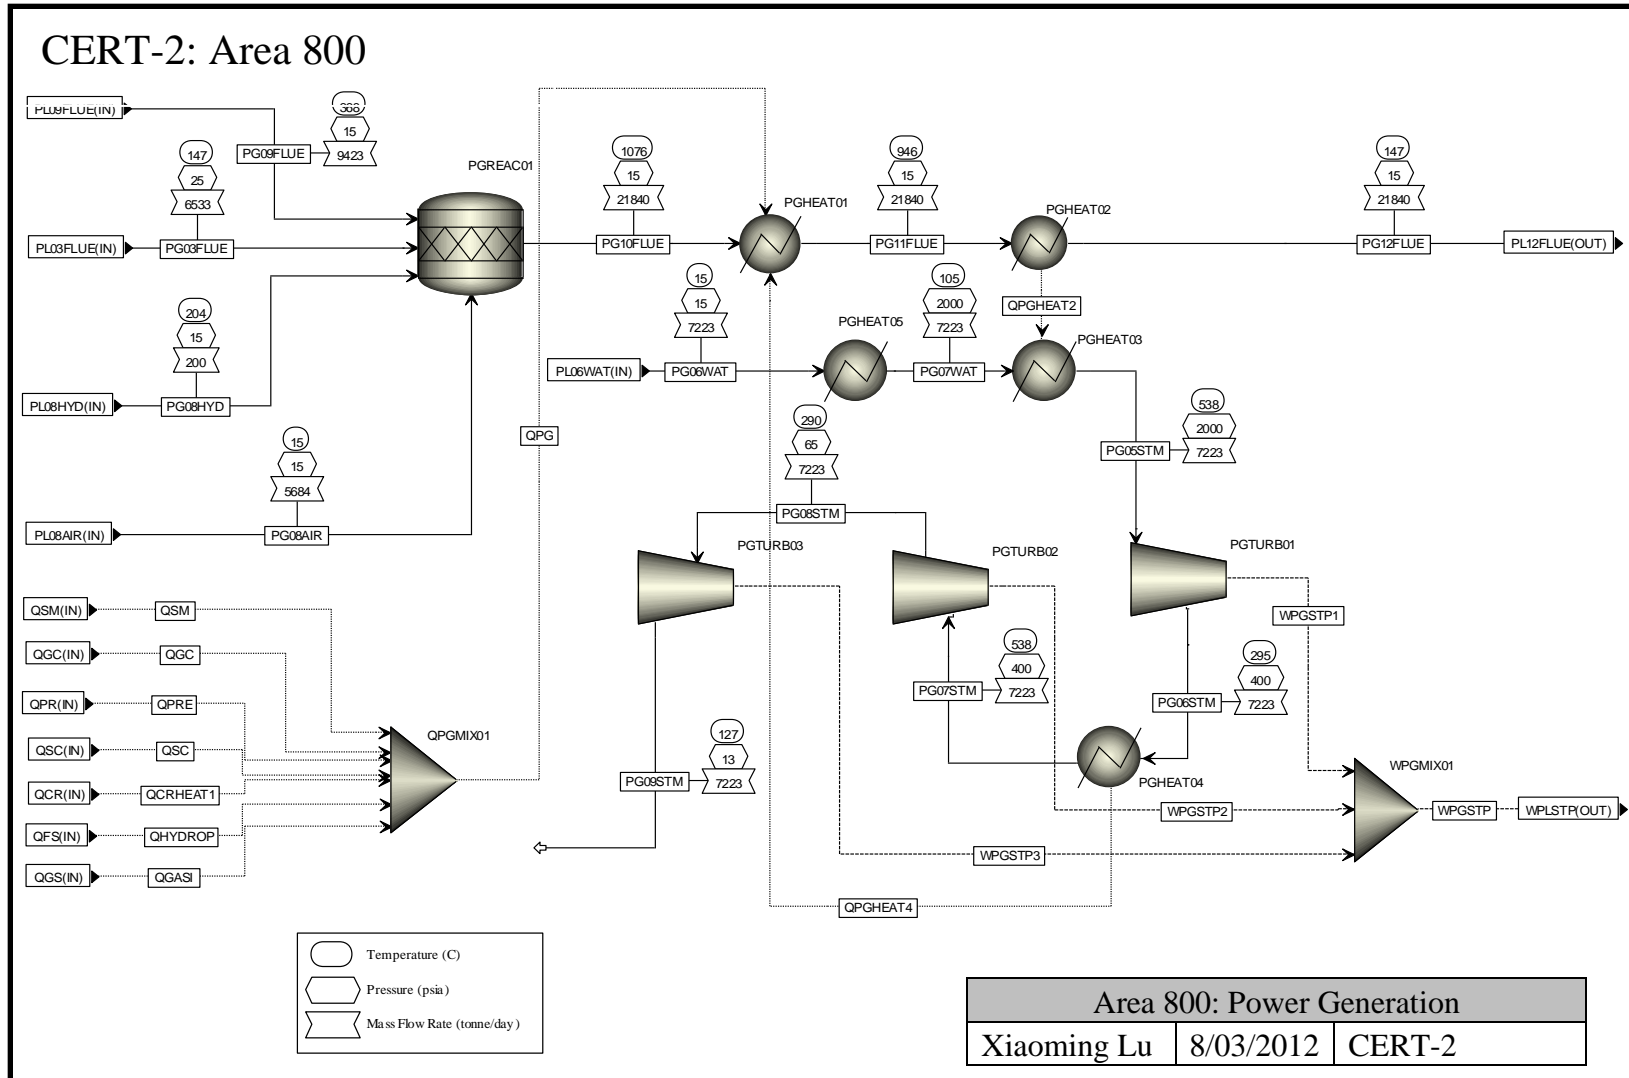 CERT-2: Area 800
PL09FLUE(IN)
368
15
9423
PG09FLUE
147
25
6533
PL03FLUE(IN)
PG03FLUE
PGREAC01
1076
15
21840
PG10FLUE
PGHEAT01
946
15
21840
PG11FLUE
PGHEAT02
147
15
21840
PG12FLUE
PL12FLUE(OUT)
204
15
200
PL08HYD(IN)
PG08HYD
15
15
7223
PL06WAT(IN)
PG06WAT
PGHEAT05
105
2000
7223
PG07WAT
QPGHEAT2
PGHEAT03
538
2000
7223
PG05STM
QPG
290
65
7223
PG08STM
15
15
5684
PL08AIR(IN)
PG08AIR
PGTURB03
PGTURB02
PGTURB01
WPGSTP1
QSM(IN)
QSM
QGC(IN)
QGC
QPR(IN)
QPRE
QSC(IN)
QSC
QCR(IN)
QCRHEAT1
QFS(IN)
QHYDROP
QGS(IN)
QGASI
QPGMIX01
538
400
7223
PG07STM
295
400
7223
PG06STM
127
13
7223
PG09STM
PGHEAT04
WPGMIX01
WPGSTP2
WPGSTP
WPLSTP(OUT)
WPGSTP3
QPGHEAT4
Temperature (C)
Pressure (psia)
Mass Flow Rate (tonne/day)
Area 800: Power Generation
Xiaoming Lu 8/03/2012 CERT-2